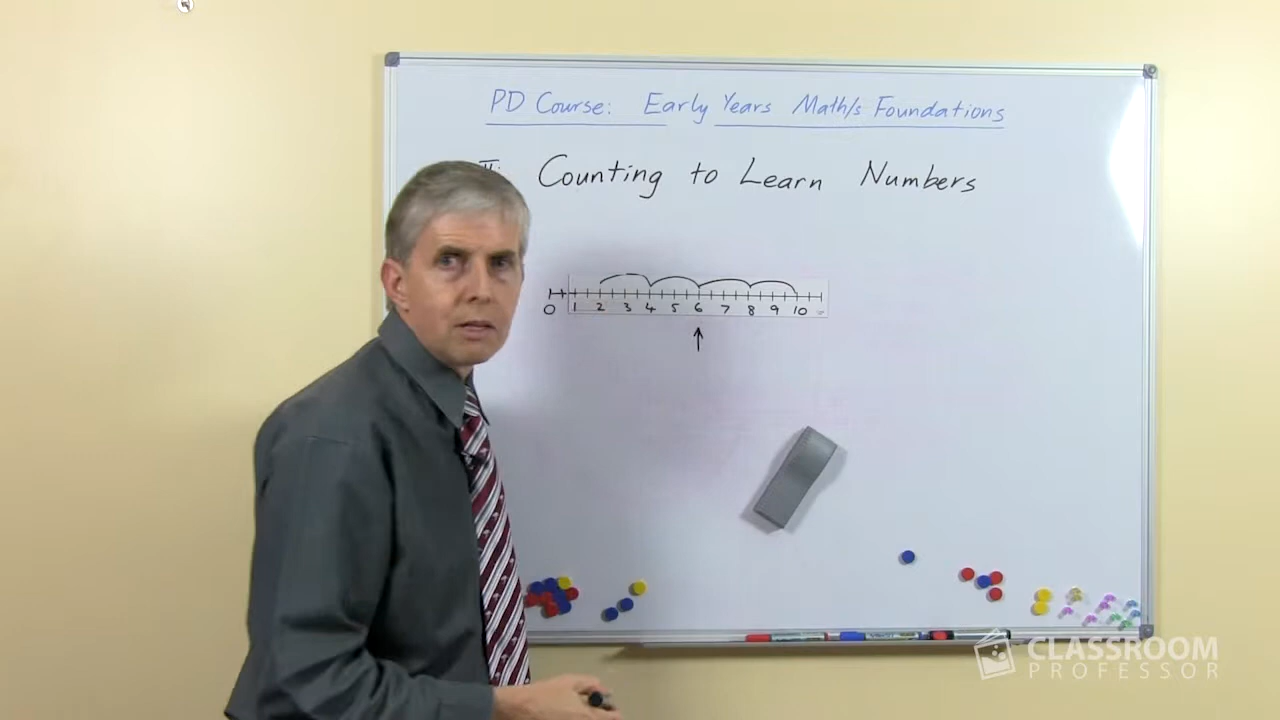 PD Course: Early Years Math/s Foundations
II: Counting to Learn Numbers
0 1 2 3 4 5 6 7 8 9 10
CLASSROOM
PROFESSOR